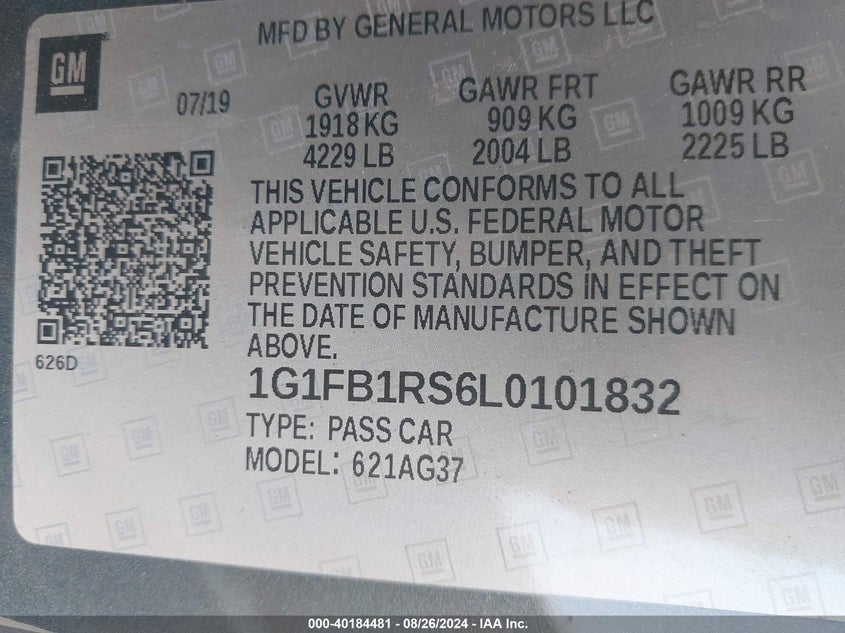 MFD BY GENERAL MOTORS LLC
GM
07/19
GVWR GAWR FRT GAWR RR
1918 KG 909 KG 1009 KG
4229 LB 2004 LB 2225 LB
THIS VEHICLE CONFORMS TO ALL
APPLICABLE U.S. FEDERAL MOTOR
VEHICLE SAFETY, BUMPER, AND THEFT
PREVENTION STANDARDS IN EFFECT ON
THE DATE OF MANUFACTURE SHOWN
ABOVE.
626D
1G1FB1RS6L0101832
TYPE: PASS CAR
MODEL: 621AG37
000-40184481 - 08/26/2024 - IAA Inc.